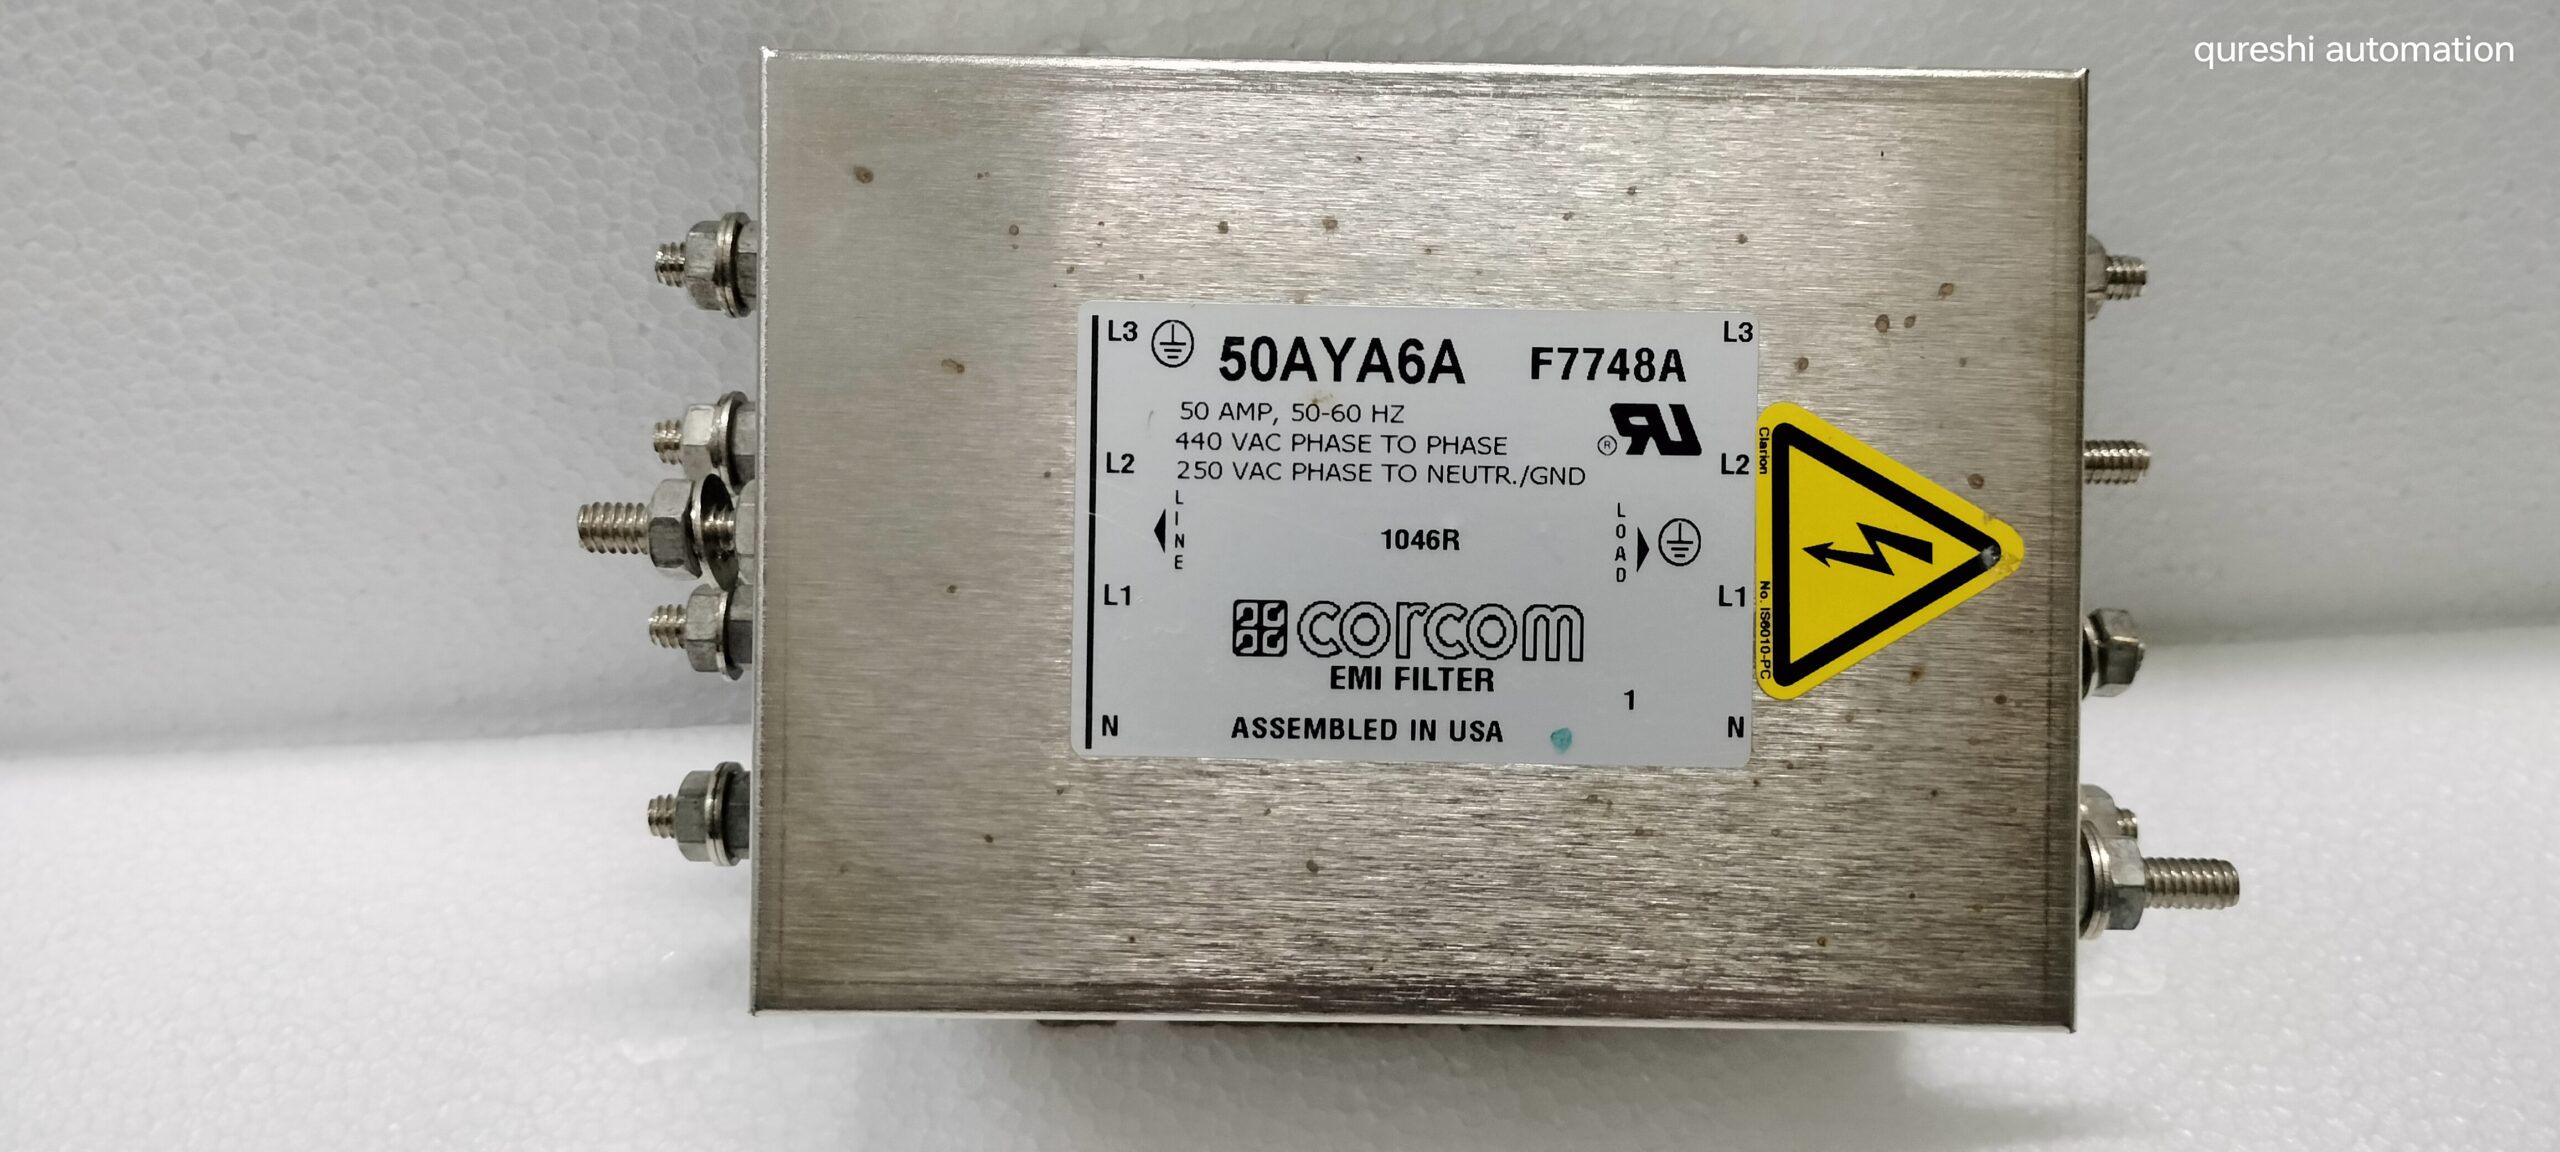 qureshi automation
L3 50AYA6A F7748A L3
50 AMP, 50-60 HZ
440 VAC PHASE TO PHASE
L2 250 VAC PHASE TO NEUTR./GND L2
LINE 1046R LOAD
L1 L1
corcom
EMI FILTER
1
N ASSEMBLED IN USA N
Clarion
No. IS6010-PC